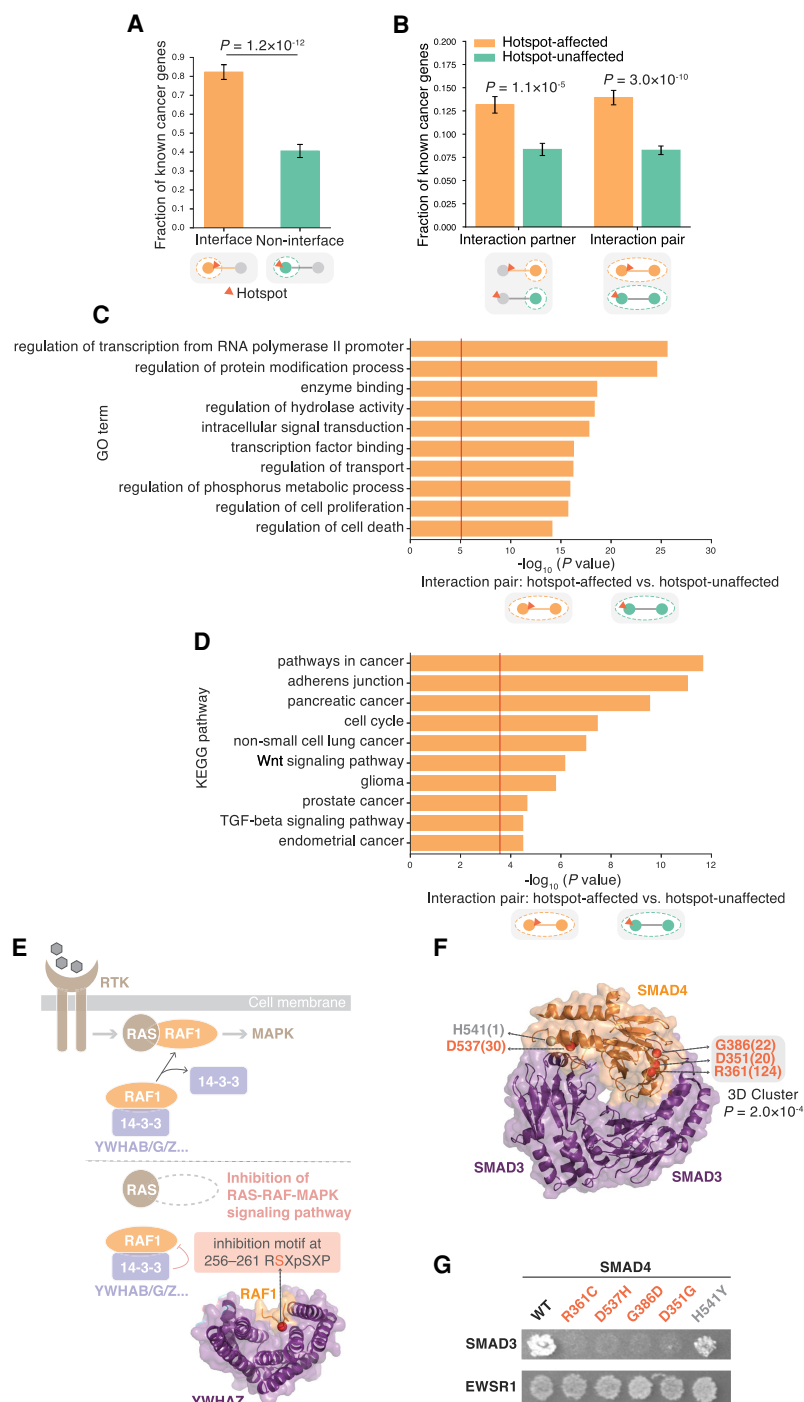 A
P = 1.2×10-12
Fraction of known cancer genes
0.9
0.8
0.7
0.6
0.5
0.4
0.3
0.2
0.1
0.0
Interface Non-interface
Hotspot
B
Hotspot-affected
Hotspot-unaffected
P = 1.1×10-5
P = 3.0×10-10
Fraction of known cancer genes
0.200
0.175
0.150
0.125
0.100
0.075
0.050
0.025
0.000
Interaction partner Interaction pair
C
GO term
regulation of transcription from RNA polymerase II promoter
regulation of protein modification process
enzyme binding
regulation of hydrolase activity
intracellular signal transduction
transcription factor binding
regulation of transport
regulation of phosphorus metabolic process
regulation of cell proliferation
regulation of cell death
0 5 10 15 20 25 30
-log10 (P value)
Interaction pair: hotspot-affected vs. hotspot-unaffected
D
KEGG pathway
pathways in cancer
adherens junction
pancreatic cancer
cell cycle
non-small cell lung cancer
Wnt signaling pathway
glioma
prostate cancer
TGF-beta signaling pathway
endometrial cancer
0 2 4 6 8 10 12
-log10 (P value)
Interaction pair: hotspot-affected vs. hotspot-unaffected
E
RTK
Cell membrane
RAS RAF1 MAPK
14-3-3
RAF1
14-3-3
YWHAB/G/Z...
RAS
Inhibition of
RAS-RAF-MAPK
signaling pathway
RAF1
14-3-3
YWHAB/G/Z...
inhibition motif at
256–261 RSXpSXP
RAF1
YWHAZ
F
SMAD4
H541(1)
D537(30)
G386(22)
D351(20)
R361(124)
3D Cluster
P = 2.0×10-4
SMAD3
SMAD3
G
SMAD4
WT R361C D537H G386D D351G H541Y
SMAD3
EWSR1